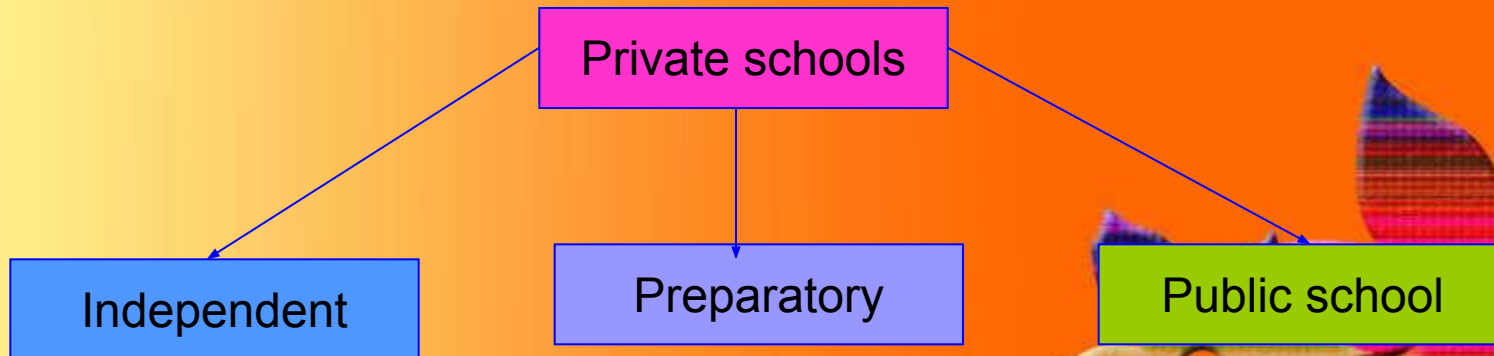 Private schools
Independent
Preparatory
Public school